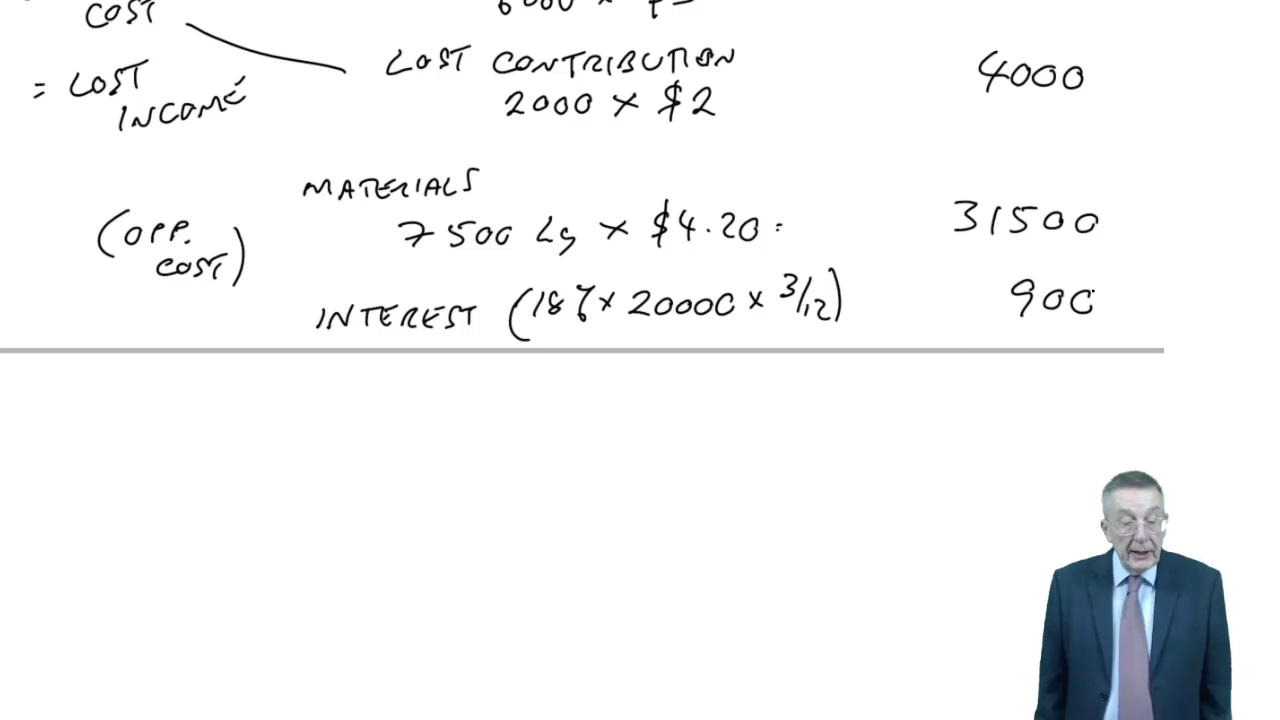 COST
LOST CONTRIBUTION 4000
= LOST
INCOME
2000 × $2
MATERIALS
(OPP.
COST)
7500 kg × $4.20 = 31500
INTEREST (18% × 20000 × 3/12) 900